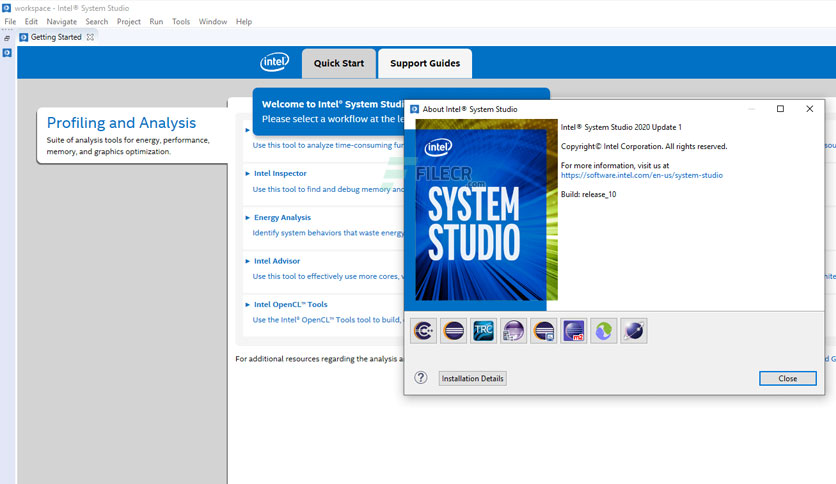 workspace - Intel System Studio
File Edit Navigate Search Project Run Tools Window Help
Getting Started
intel
Quick Start
Support Guides
Profiling and Analysis
Suite of analysis tools for energy, performance,
memory, and graphics optimization.
Welcome to Intel® System
Please select a workflow at the
Use this tool to analyze time-consuming
Intel Inspector
Use this tool to find and debug memory
Energy Analysis
Identify system behaviors that waste energy
Intel Advisor
Use this tool to effectively use more cores,
Intel OpenCL™ Tools
Use the Intel® OpenCL™ Tools tool to build,
For additional resources regarding the analysis
About Intel® System Studio
intel
FILECR
.com
SYSTEM
STUDIO
Intel® System Studio 2020 Update 1
Copyright© Intel Corporation. All rights reserved.
For more information, visit us at
https://software.intel.com/en-us/system-studio
Build: release_10
TRC
m2
Installation Details
Close